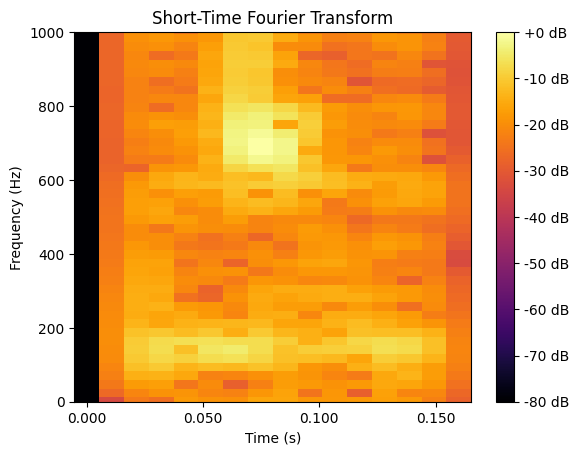 Short-Time Fourier Transform
1000
800
600
400
200
0
Frequency (Hz)
0.000
0.050
0.100
0.150
Time (s)
+0 dB
-10 dB
-20 dB
-30 dB
-40 dB
-50 dB
-60 dB
-70 dB
-80 dB